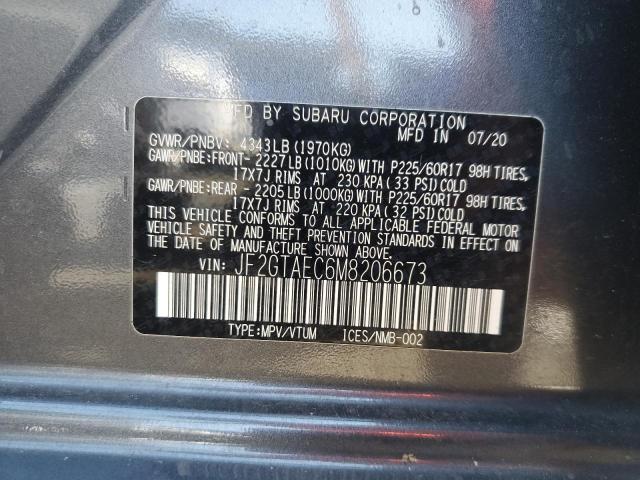 MFD BY SUBARU CORPORATION
GVWR/PNBV: 4343LB(1970KG) MFD IN 07/20
GAWR/PNBE:FRONT- 2227LB(1010KG)WITH P225/60R17 98H TIRES,
17X7J RIMS AT 230 KPA(33 PSI)COLD
GAWR/PNBE:REAR - 2205LB(1000KG)WITH P225/60R17 98H TIRES,
17X7J RIMS AT 220 KPA(32 PSI)COLD
THIS VEHICLE CONFORMS TO ALL APPLICABLE FEDERAL MOTOR
VEHICLE SAFETY AND THEFT PREVENTION STANDARDS IN EFFECT ON
THE DATE OF MANUFACTURE SHOWN ABOVE.
VIN: JF2GTAEC6M8206673
TYPE:MPV/VTUM ICES/NMB-002